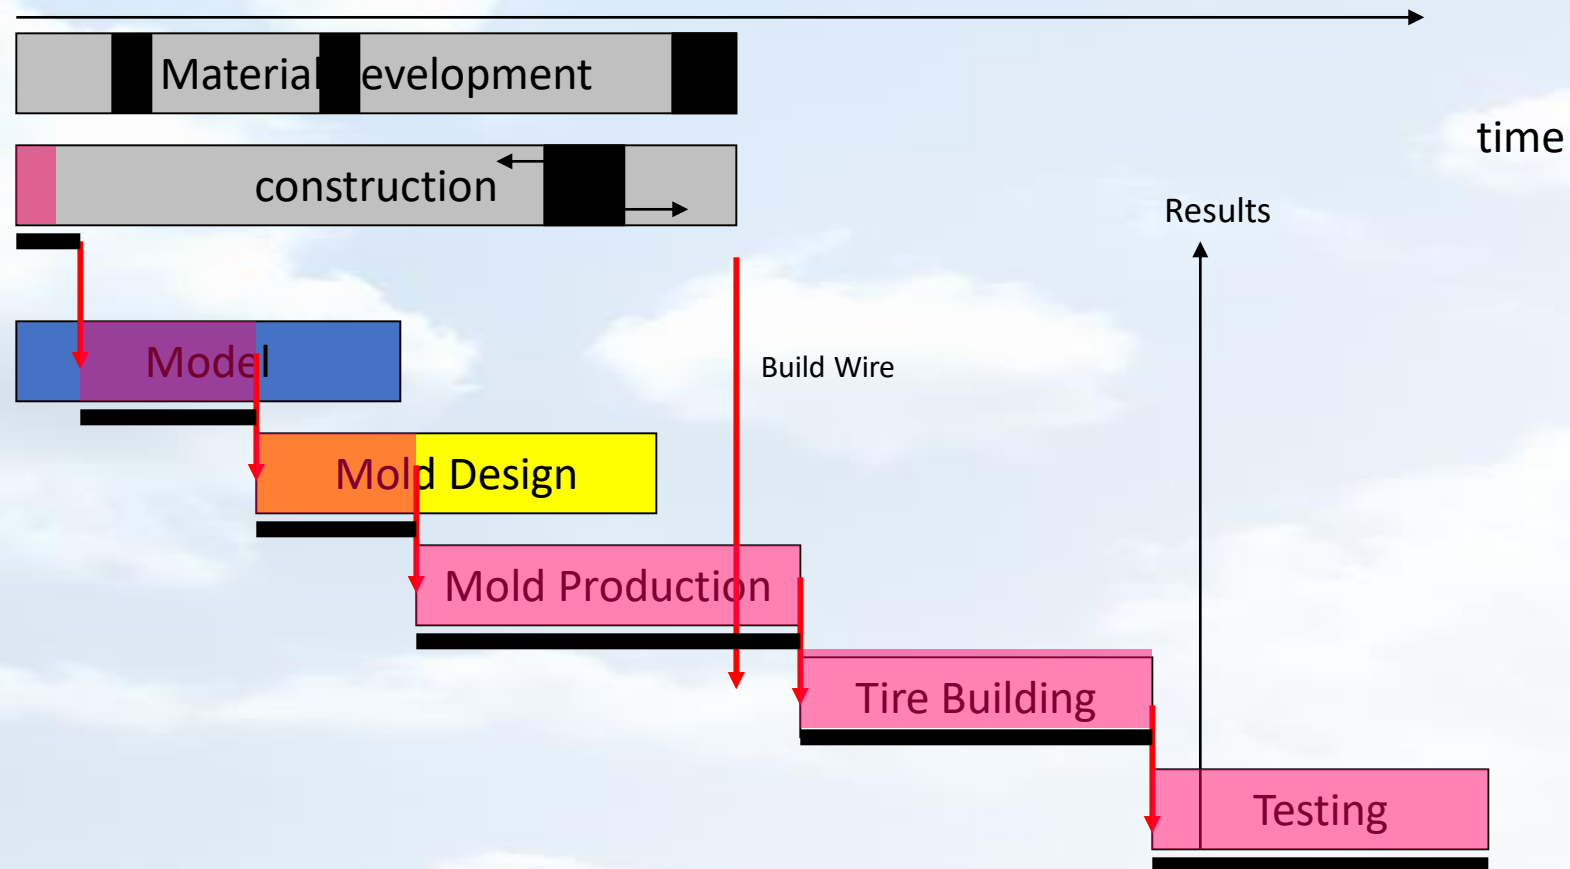 Material evelopment
time
construction
Results
Model
Build Wire
Mold Design
Mold Production
Tire Building
Testing